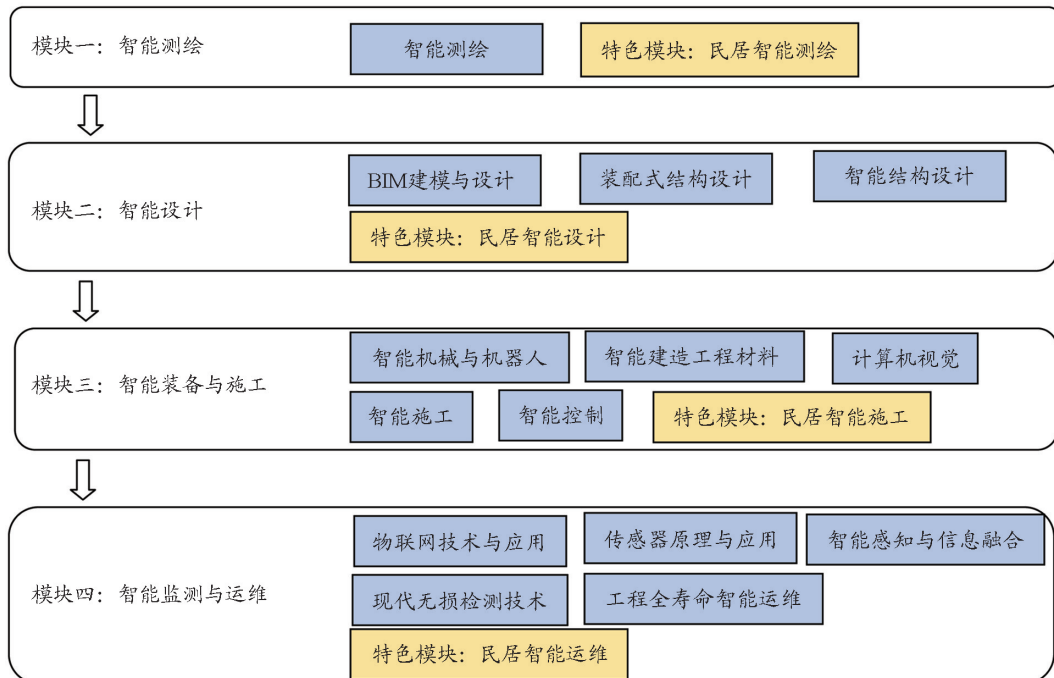 模块一：智能测绘
智能测绘
特色模块：民居智能测绘
模块二：智能设计
BIM建模与设计
装配式结构设计
智能结构设计
特色模块：民居智能设计
模块三：智能装备与施工
智能机械与机器人
智能建造工程材料
计算机视觉
智能施工
智能控制
特色模块：民居智能施工
模块四：智能监测与运维
物联网技术与应用
传感器原理与应用
智能感知与信息融合
现代无损检测技术
工程全寿命智能运维
特色模块：民居智能运维